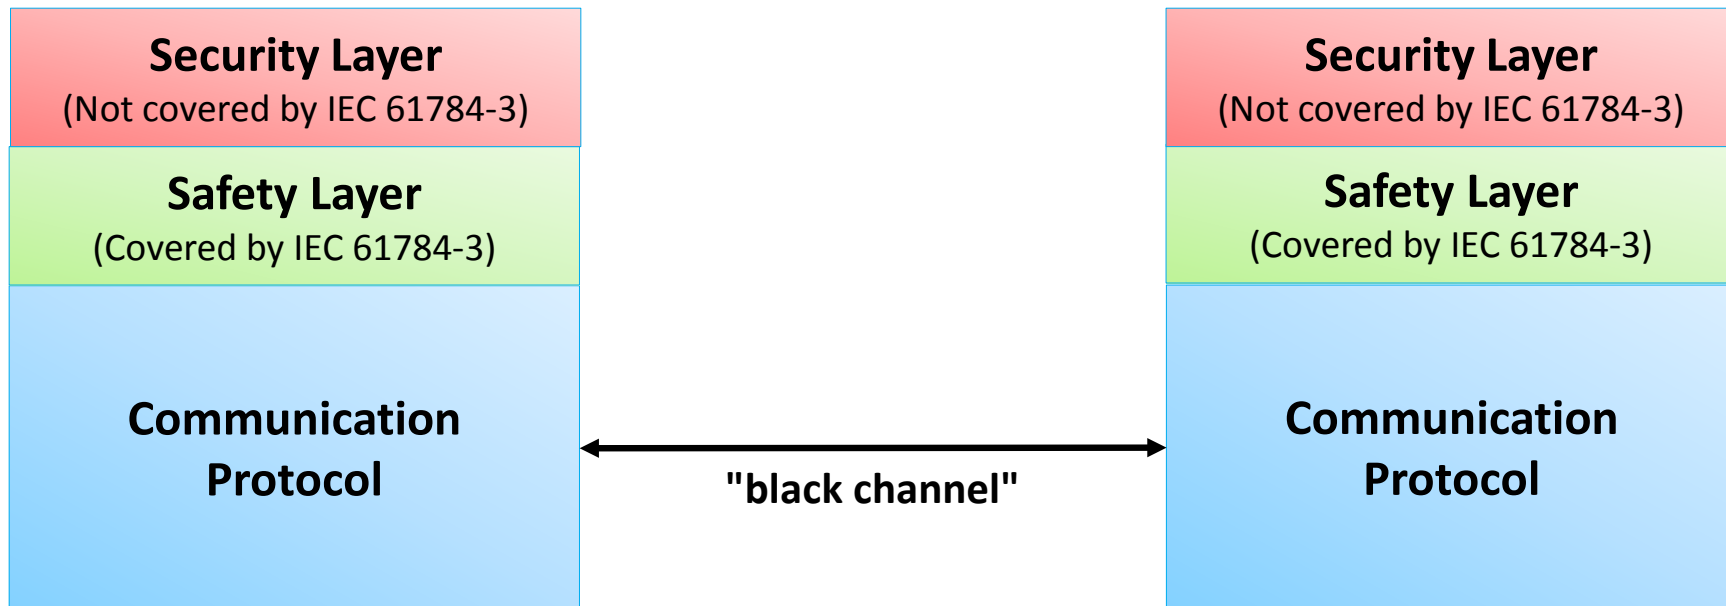 Security Layer
(Not covered by IEC 61784-3)
Safety Layer
(Covered by IEC 61784-3)
Communication
Protocol
"black channel"
Security Layer
(Not covered by IEC 61784-3)
Safety Layer
(Covered by IEC 61784-3)
Communication
Protocol